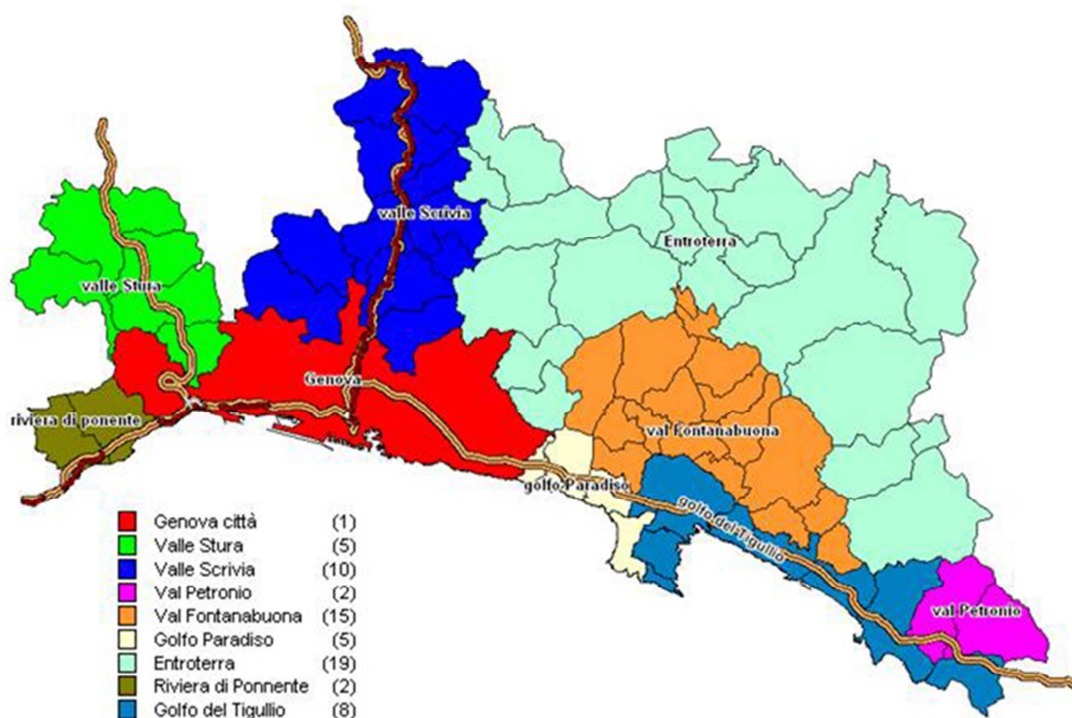 valle Scrivia
Entroterra
valle Stura
Genova
riviera di ponente
val Fontanabuona
golfo Paradiso
golfo del Tigullio
val Petronio
Genova città (1)
Valle Stura (5)
Valle Scrivia (10)
Val Petronio (2)
Val Fontanabuona (15)
Golfo Paradiso (5)
Entroterra (19)
Riviera di Ponnente (2)
Golfo del Tigullio (8)